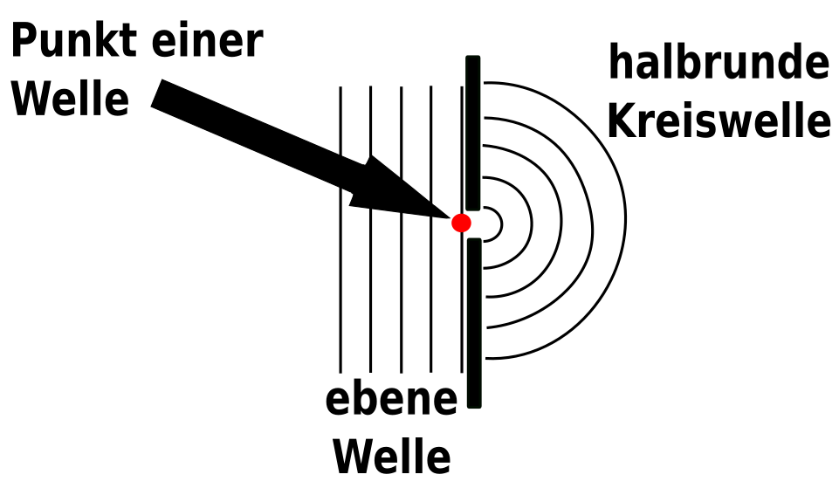 Punkt einer
Welle
halbrunde
Kreiswelle
ebene
Welle